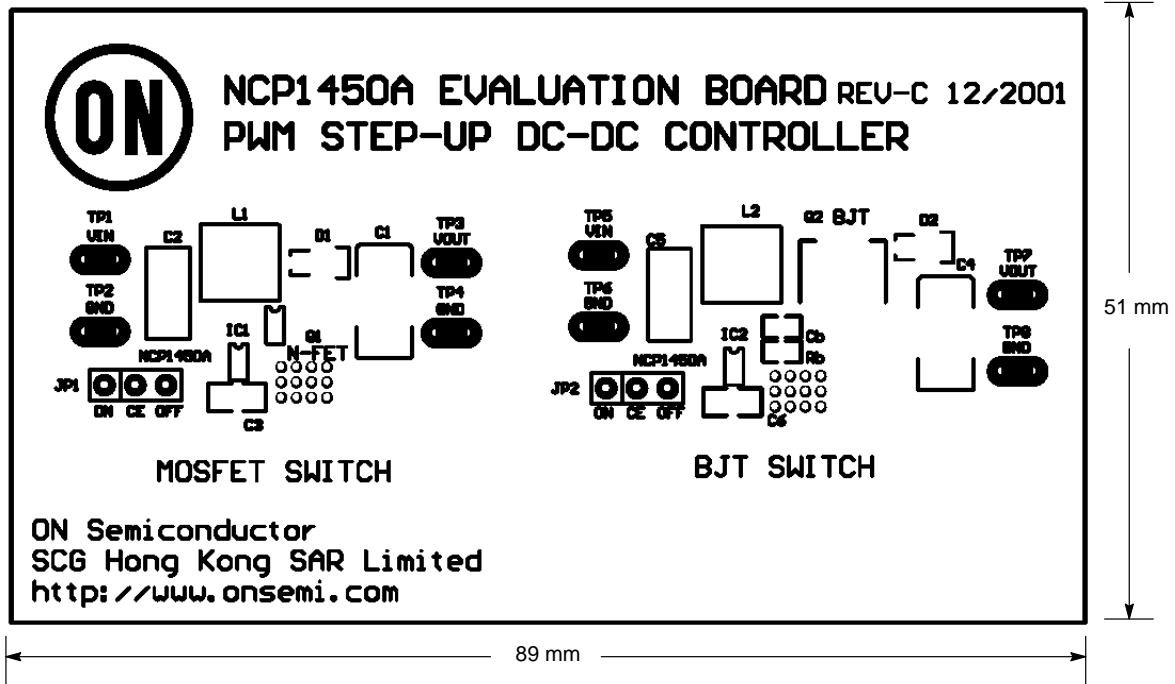 ON
NCP1450A EVALUATION BOARD REV-C 12/2001
PWM STEP-UP DC-DC CONTROLLER
TP1
VIN
TP2
GND
C2
L1
D1
C1
TP3
VOUT
TP4
GND
IC1
Q1
N-FET
NCP1450A
JP1
ON CE OFF
C3
MOSFET SWITCH
TP5
VIN
TP6
GND
C5
L2
Q2 BJT
D2
C4
TP7
VOUT
TP8
GND
IC2
Cb
Rb
NCP1450A
JP2
ON CE OFF
C6
BJT SWITCH
ON Semiconductor
SCG Hong Kong SAR Limited
http://www.onsemi.com
51 mm
89 mm